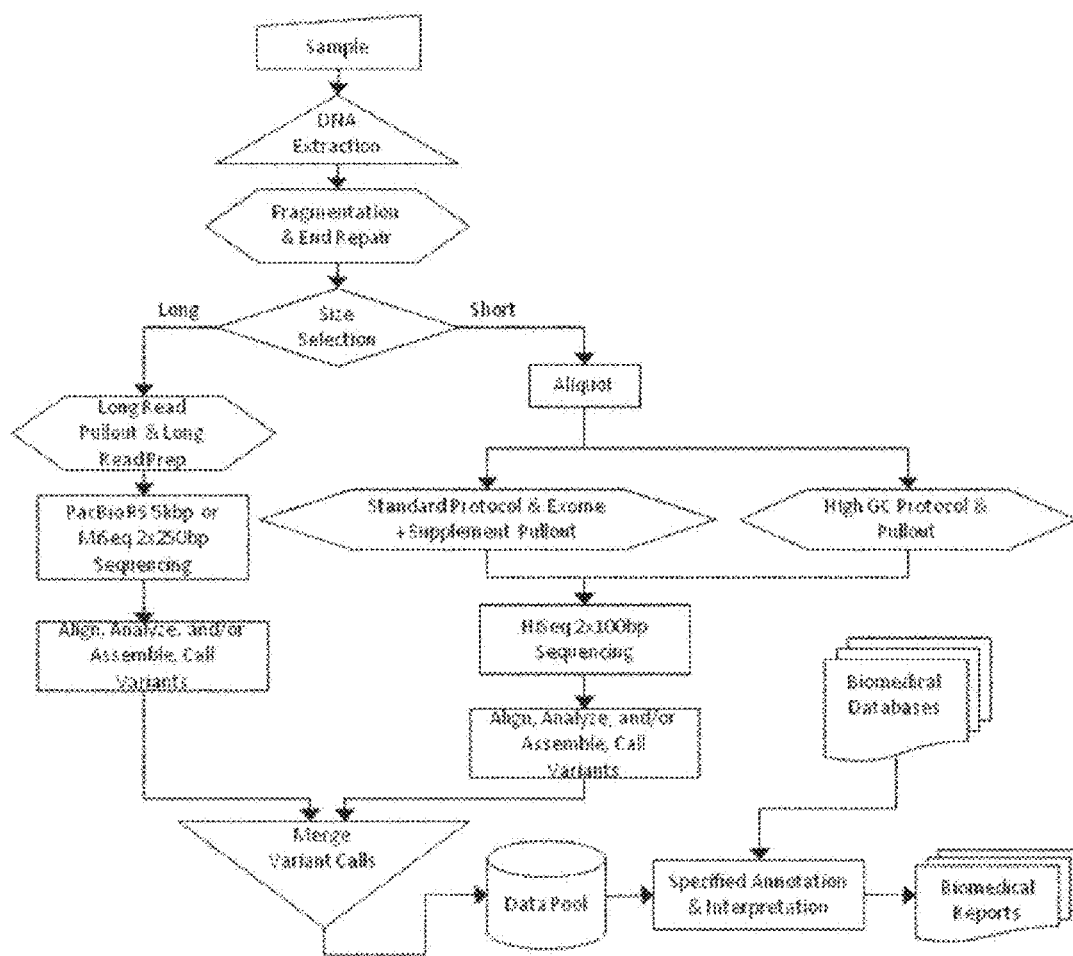 Sample
DNA
Extraction
Fragmentation
& End Repair
Long
Size
Selection
Short
Aliquot
Long Read
Pullout & Long
Read Prep
Standard Protocol & Exome
+Supplement Pullout
High GC Protocol &
Pullout
PacBio RS 5kbp or
MiSeq 2x250bp
Sequencing
HiSeq 2x100bp
Sequencing
Align, Analyze, and/or
Assemble, Call
Variants
Biomedical
Databases
Align, Analyze, and/or
Assemble, Call
Variants
Merge
Variant Calls
Data Pool
Specified Annotation
& Interpretation
Biomedical
Reports